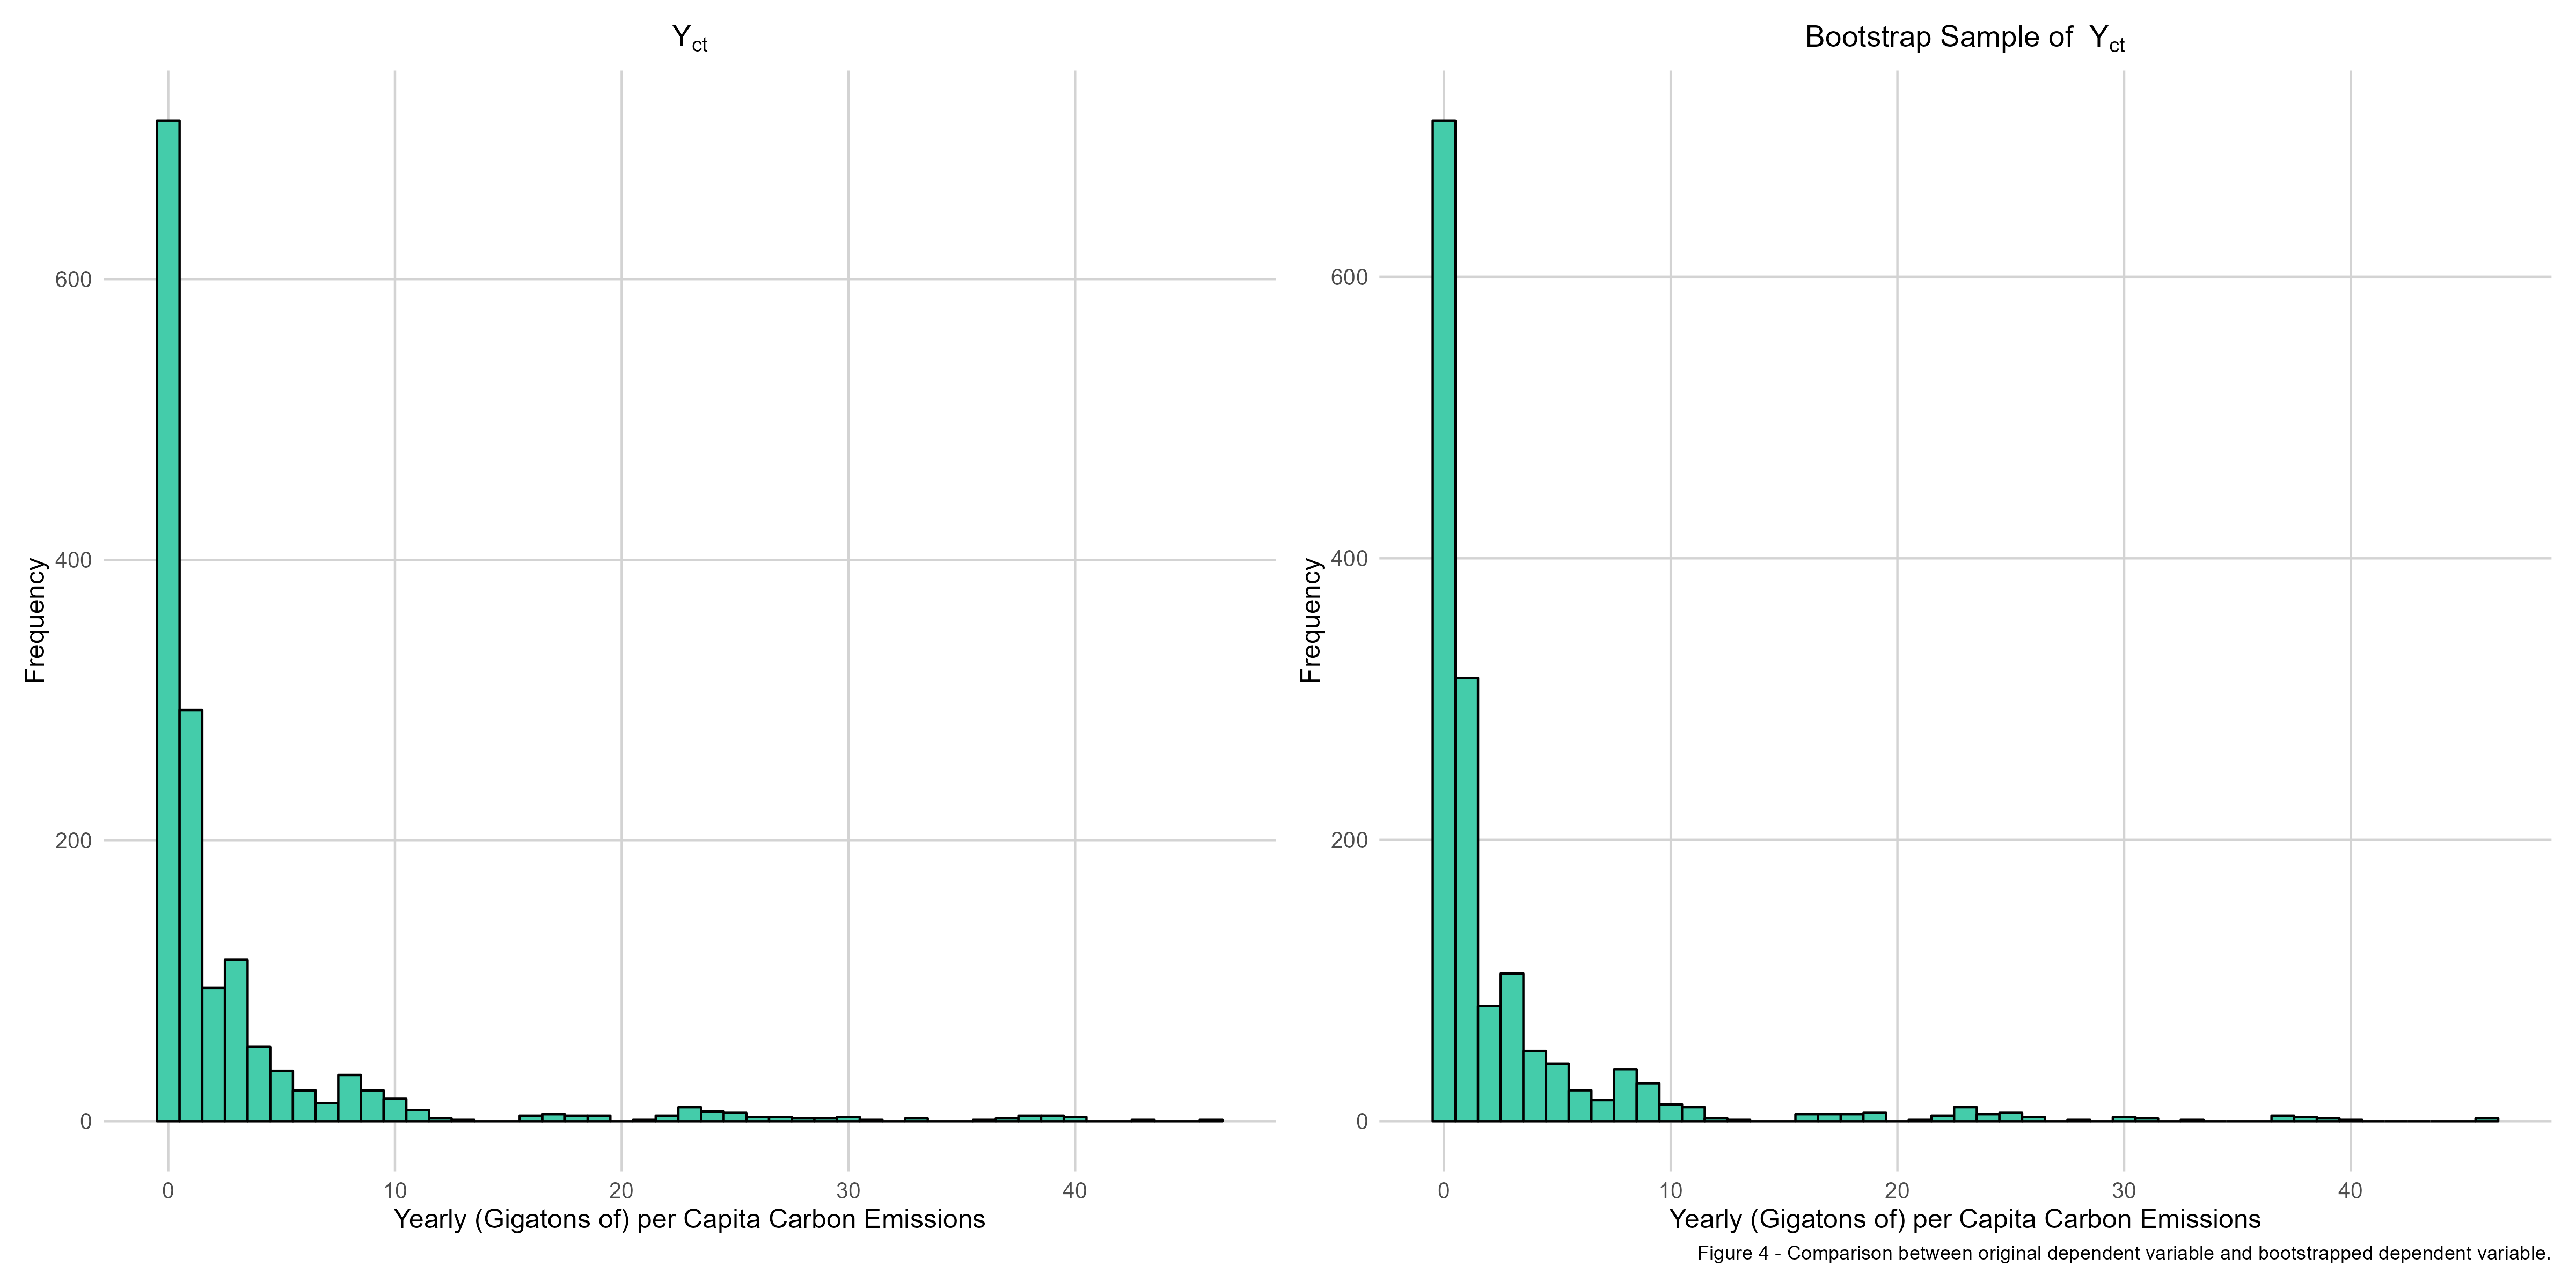 Y_ct
Frequency
600
400
200
0
0 10 20 30 40
Yearly (Gigatons of) per Capita Carbon Emissions
Bootstrap Sample of Y_ct
Frequency
600
400
200
0
0 10 20 30 40
Yearly (Gigatons of) per Capita Carbon Emissions
Figure 4 - Comparison between original dependent variable and bootstrapped dependent variable.